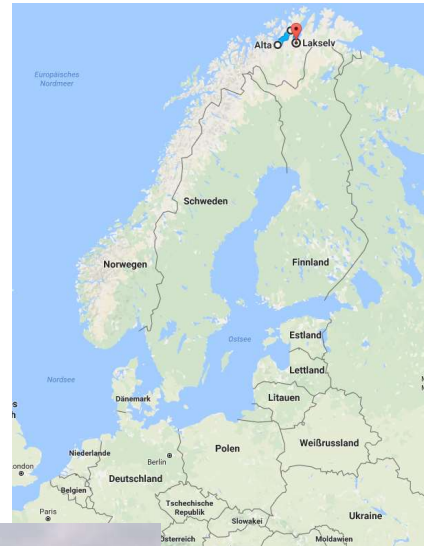 Alta
Lakselv
Europäisches
Nordmeer
Schweden
Norwegen
Finnland
Estland
Ostsee
Lettland
Nordsee
Dänemark
Litauen
Weißrussland
Niederlande
Berlin
Polen
ondon
Deutschland
Belgien
Paris
Tschechische
Republik
Ukraine
Slowakei
Österreich
Moldawien